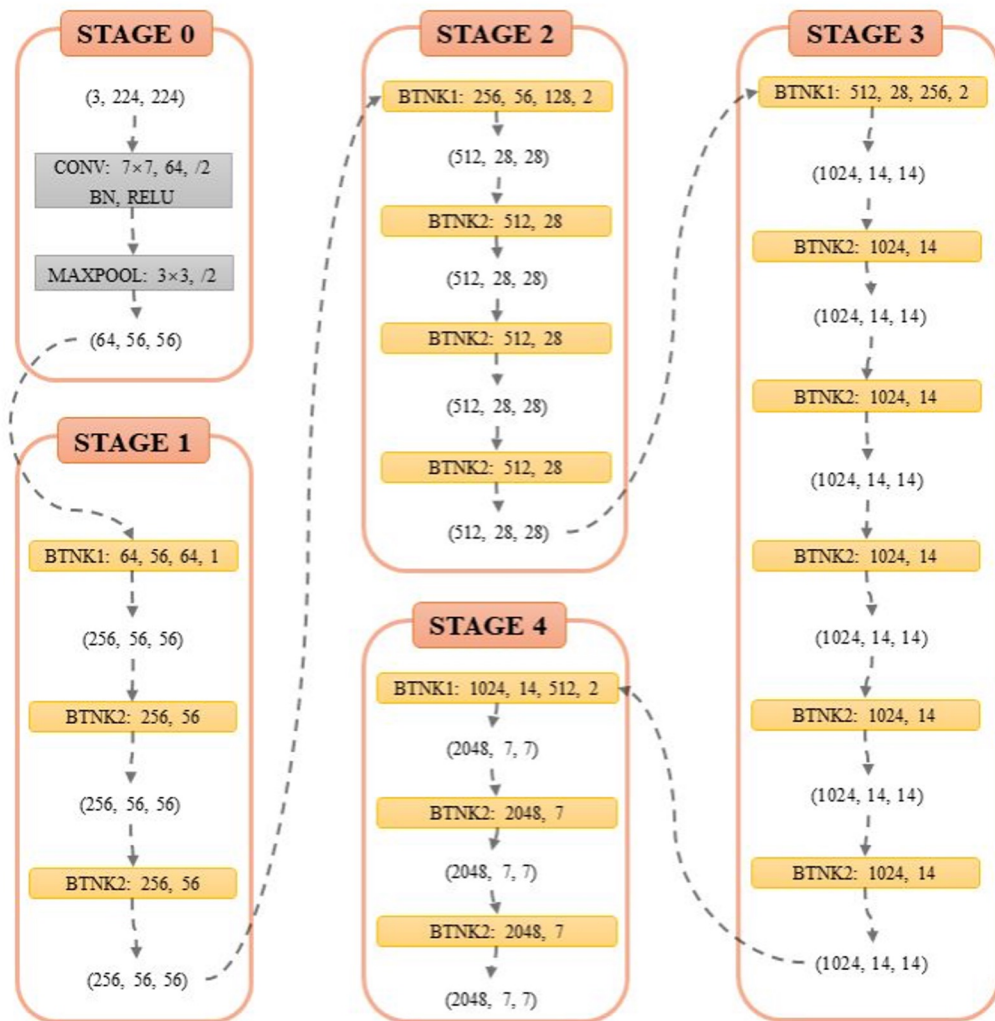 STAGE 0
(3, 224, 224)
CONV: 7×7, 64, /2
BN, RELU
MAXPOOL: 3×3, /2
(64, 56, 56)
STAGE 1
BTNK1: 64, 56, 64, 1
(256, 56, 56)
BTNK2: 256, 56
(256, 56, 56)
BTNK2: 256, 56
(256, 56, 56)
STAGE 2
BTNK1: 256, 56, 128, 2
(512, 28, 28)
BTNK2: 512, 28
(512, 28, 28)
BTNK2: 512, 28
(512, 28, 28)
BTNK2: 512, 28
(512, 28, 28)
STAGE 3
BTNK1: 512, 28, 256, 2
(1024, 14, 14)
BTNK2: 1024, 14
(1024, 14, 14)
BTNK2: 1024, 14
(1024, 14, 14)
BTNK2: 1024, 14
(1024, 14, 14)
BTNK2: 1024, 14
(1024, 14, 14)
BTNK2: 1024, 14
(1024, 14, 14)
STAGE 4
BTNK1: 1024, 14, 512, 2
(2048, 7, 7)
BTNK2: 2048, 7
(2048, 7, 7)
BTNK2: 2048, 7
(2048, 7, 7)